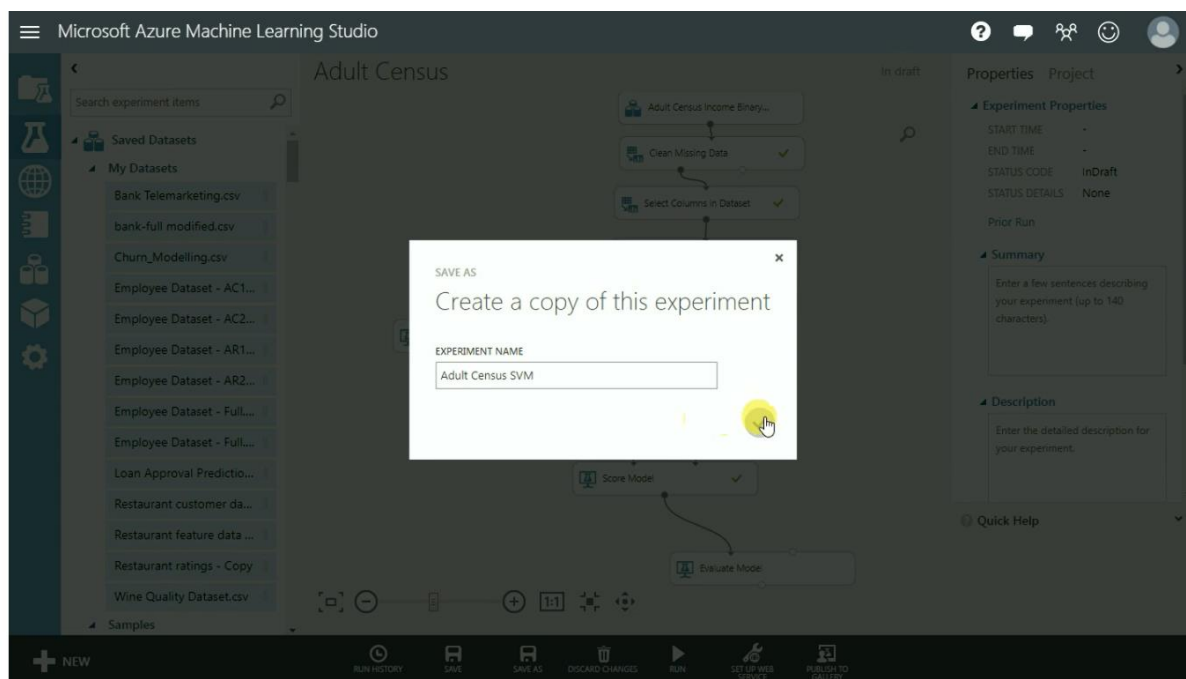 Microsoft Azure Machine Learning Studio
Search experiment items
Saved Datasets
My Datasets
Bank Telemarketing.csv
bank-full modified.csv
Churn_Modelling.csv
Employee Dataset - AC1...
Employee Dataset - AC2...
Employee Dataset - AR1...
Employee Dataset - AR2...
Employee Dataset - Full....
Employee Dataset - Full....
Loan Approval Predictio...
Restaurant customer da...
Restaurant feature data ...
Restaurant ratings - Copy
Wine Quality Dataset.csv
Samples
Adult Census
In draft
Adult Census Income Binary...
Clean Missing Data
Select Columns in Dataset
SAVE AS
Create a copy of this experiment
EXPERIMENT NAME
Adult Census SVM
Score Model
Evaluate Model
1:1
Properties Project
Experiment Properties
START TIME -
END TIME -
STATUS CODE InDraft
STATUS DETAILS None
Prior Run
Summary
Enter a few sentences describing
your experiment (up to 140
characters).
Description
Enter the detailed description for
your experiment.
Quick Help
NEW
RUN HISTORY
SAVE
SAVE AS
DISCARD CHANGES
RUN
SET UP WEB
SERVICE
PUBLISH TO
GALLERY